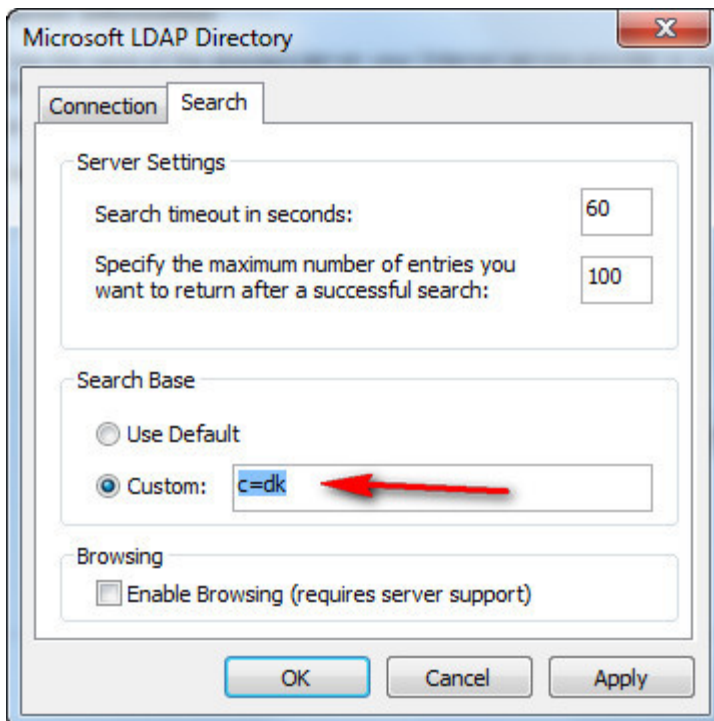 Microsoft LDAP Directory
Connection
Search
Server Settings
Search timeout in seconds:
60
Specify the maximum number of entries you
want to return after a successful search:
100
Search Base
Use Default
Custom:
c=dk
Browsing
Enable Browsing (requires server support)
OK
Cancel
Apply